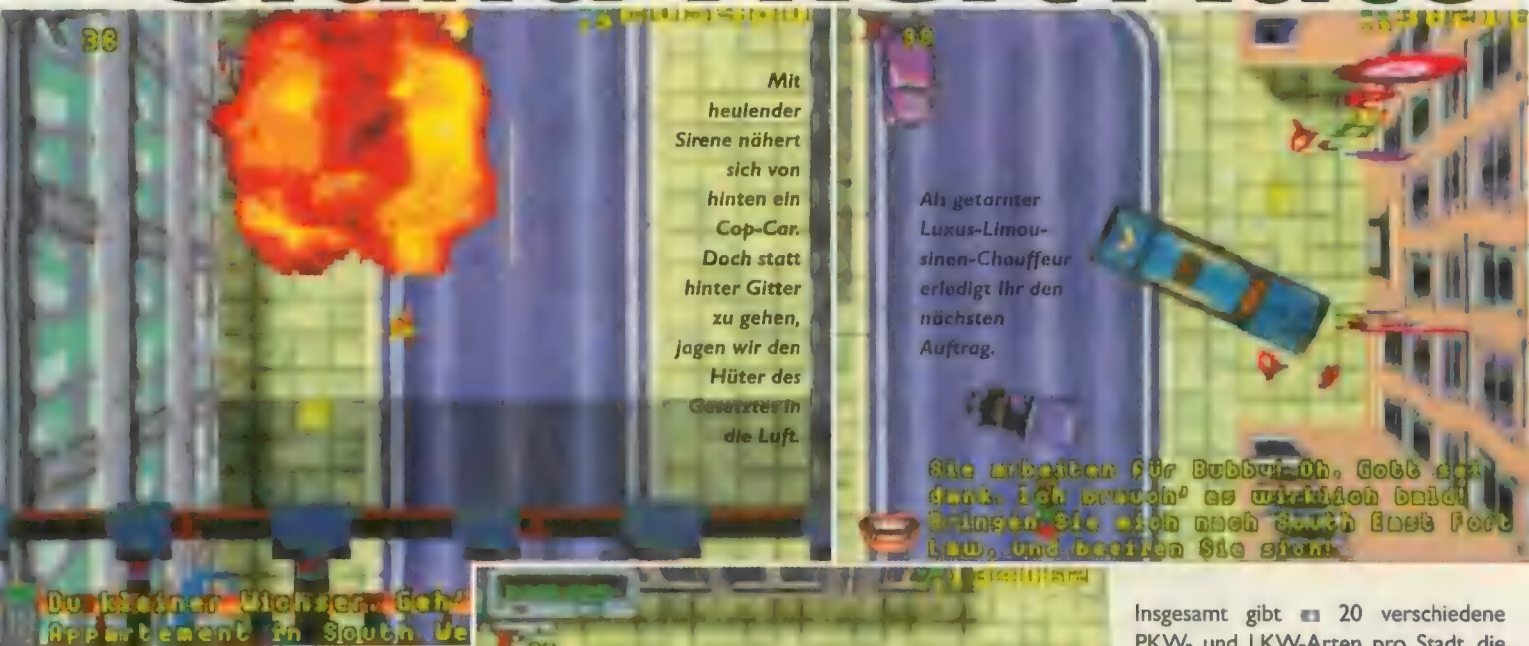 38
Mit
heulender
Sirene nähert
sich von
hinten ein
Cop-Car.
Doch statt
hinter Gitter
zu gehen,
jagen wir den
Hüter des
Gesetztes in
die Luft.
Du kleiner Wichser. Geh'
Appartement in South We
Als getarnter
Luxus-Limou-
sinen-Chauffeur
erledigt Ihr den
nächsten
Auftrag.
Sie arbeiten für Bubby! Oh, Gott sei
dank. Ich brauch' es wirklich bald!
Bringen Sie mich nach South East Fort
Law, und beeilen Sie sich!
Insgesamt gibt 20 verschiedene
PKW- und LKW-Arten pro Stadt, die